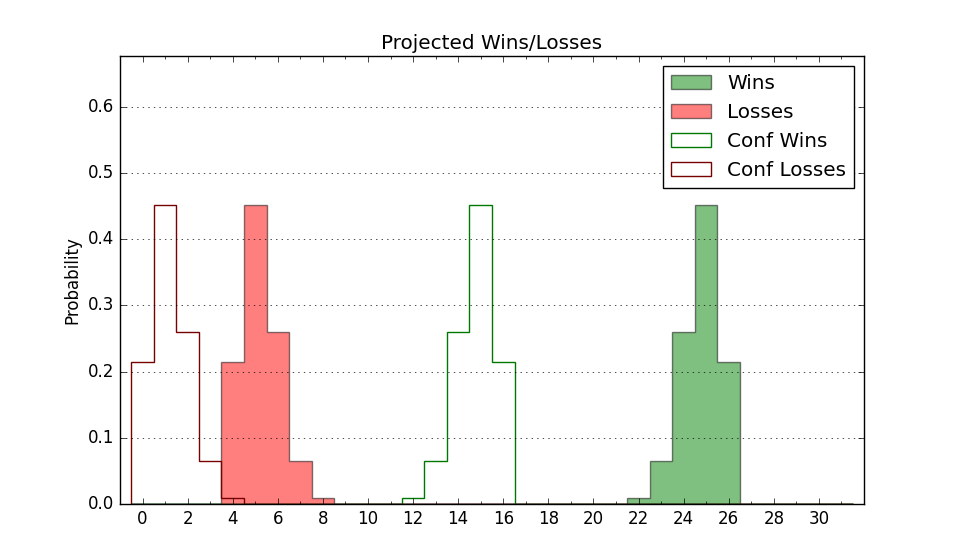 Projected Wins/Losses
Wins
Losses
Conf Wins
Conf Losses
Probability
0.6
0.5
0.4
0.3
0.2
0.1
0.0
0 2 4 6 8 10 12 14 16 18 20 22 24 26 28 30